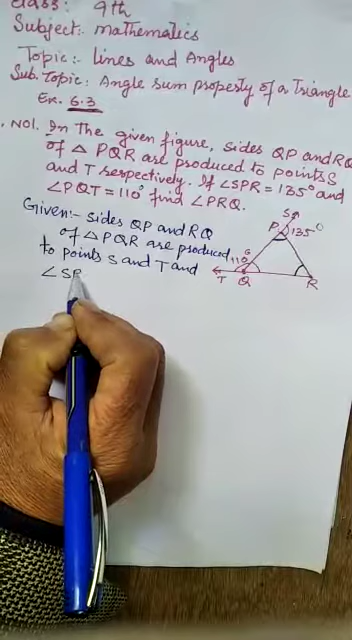 Class: 9th
Subject: mathematics
Topic:- lines and Angles
Sub. Topic: Angle sum property of a Triangle
Ex. 6.3
. No1. In the given figure, sides QP and RQ
of △ PQR are produced to points S
and T respectively. If ∠SPR = 135° and
∠PQT = 110° find ∠PRQ.
Given:- sides QP and RQ
of △PQR are produced
to points S and T and
∠SP
S
P
135°
110°
T
Q
R